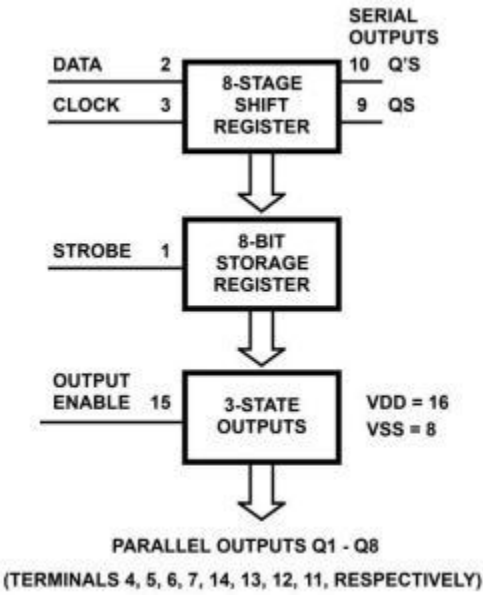 SERIAL
OUTPUTS
DATA 2
10 Q'S
CLOCK 3
9 QS
8-STAGE
SHIFT
REGISTER
STROBE 1
8-BIT
STORAGE
REGISTER
OUTPUT
ENABLE 15
3-STATE
OUTPUTS
VDD = 16
VSS = 8
PARALLEL OUTPUTS Q1 - Q8
(TERMINALS 4, 5, 6, 7, 14, 13, 12, 11, RESPECTIVELY)